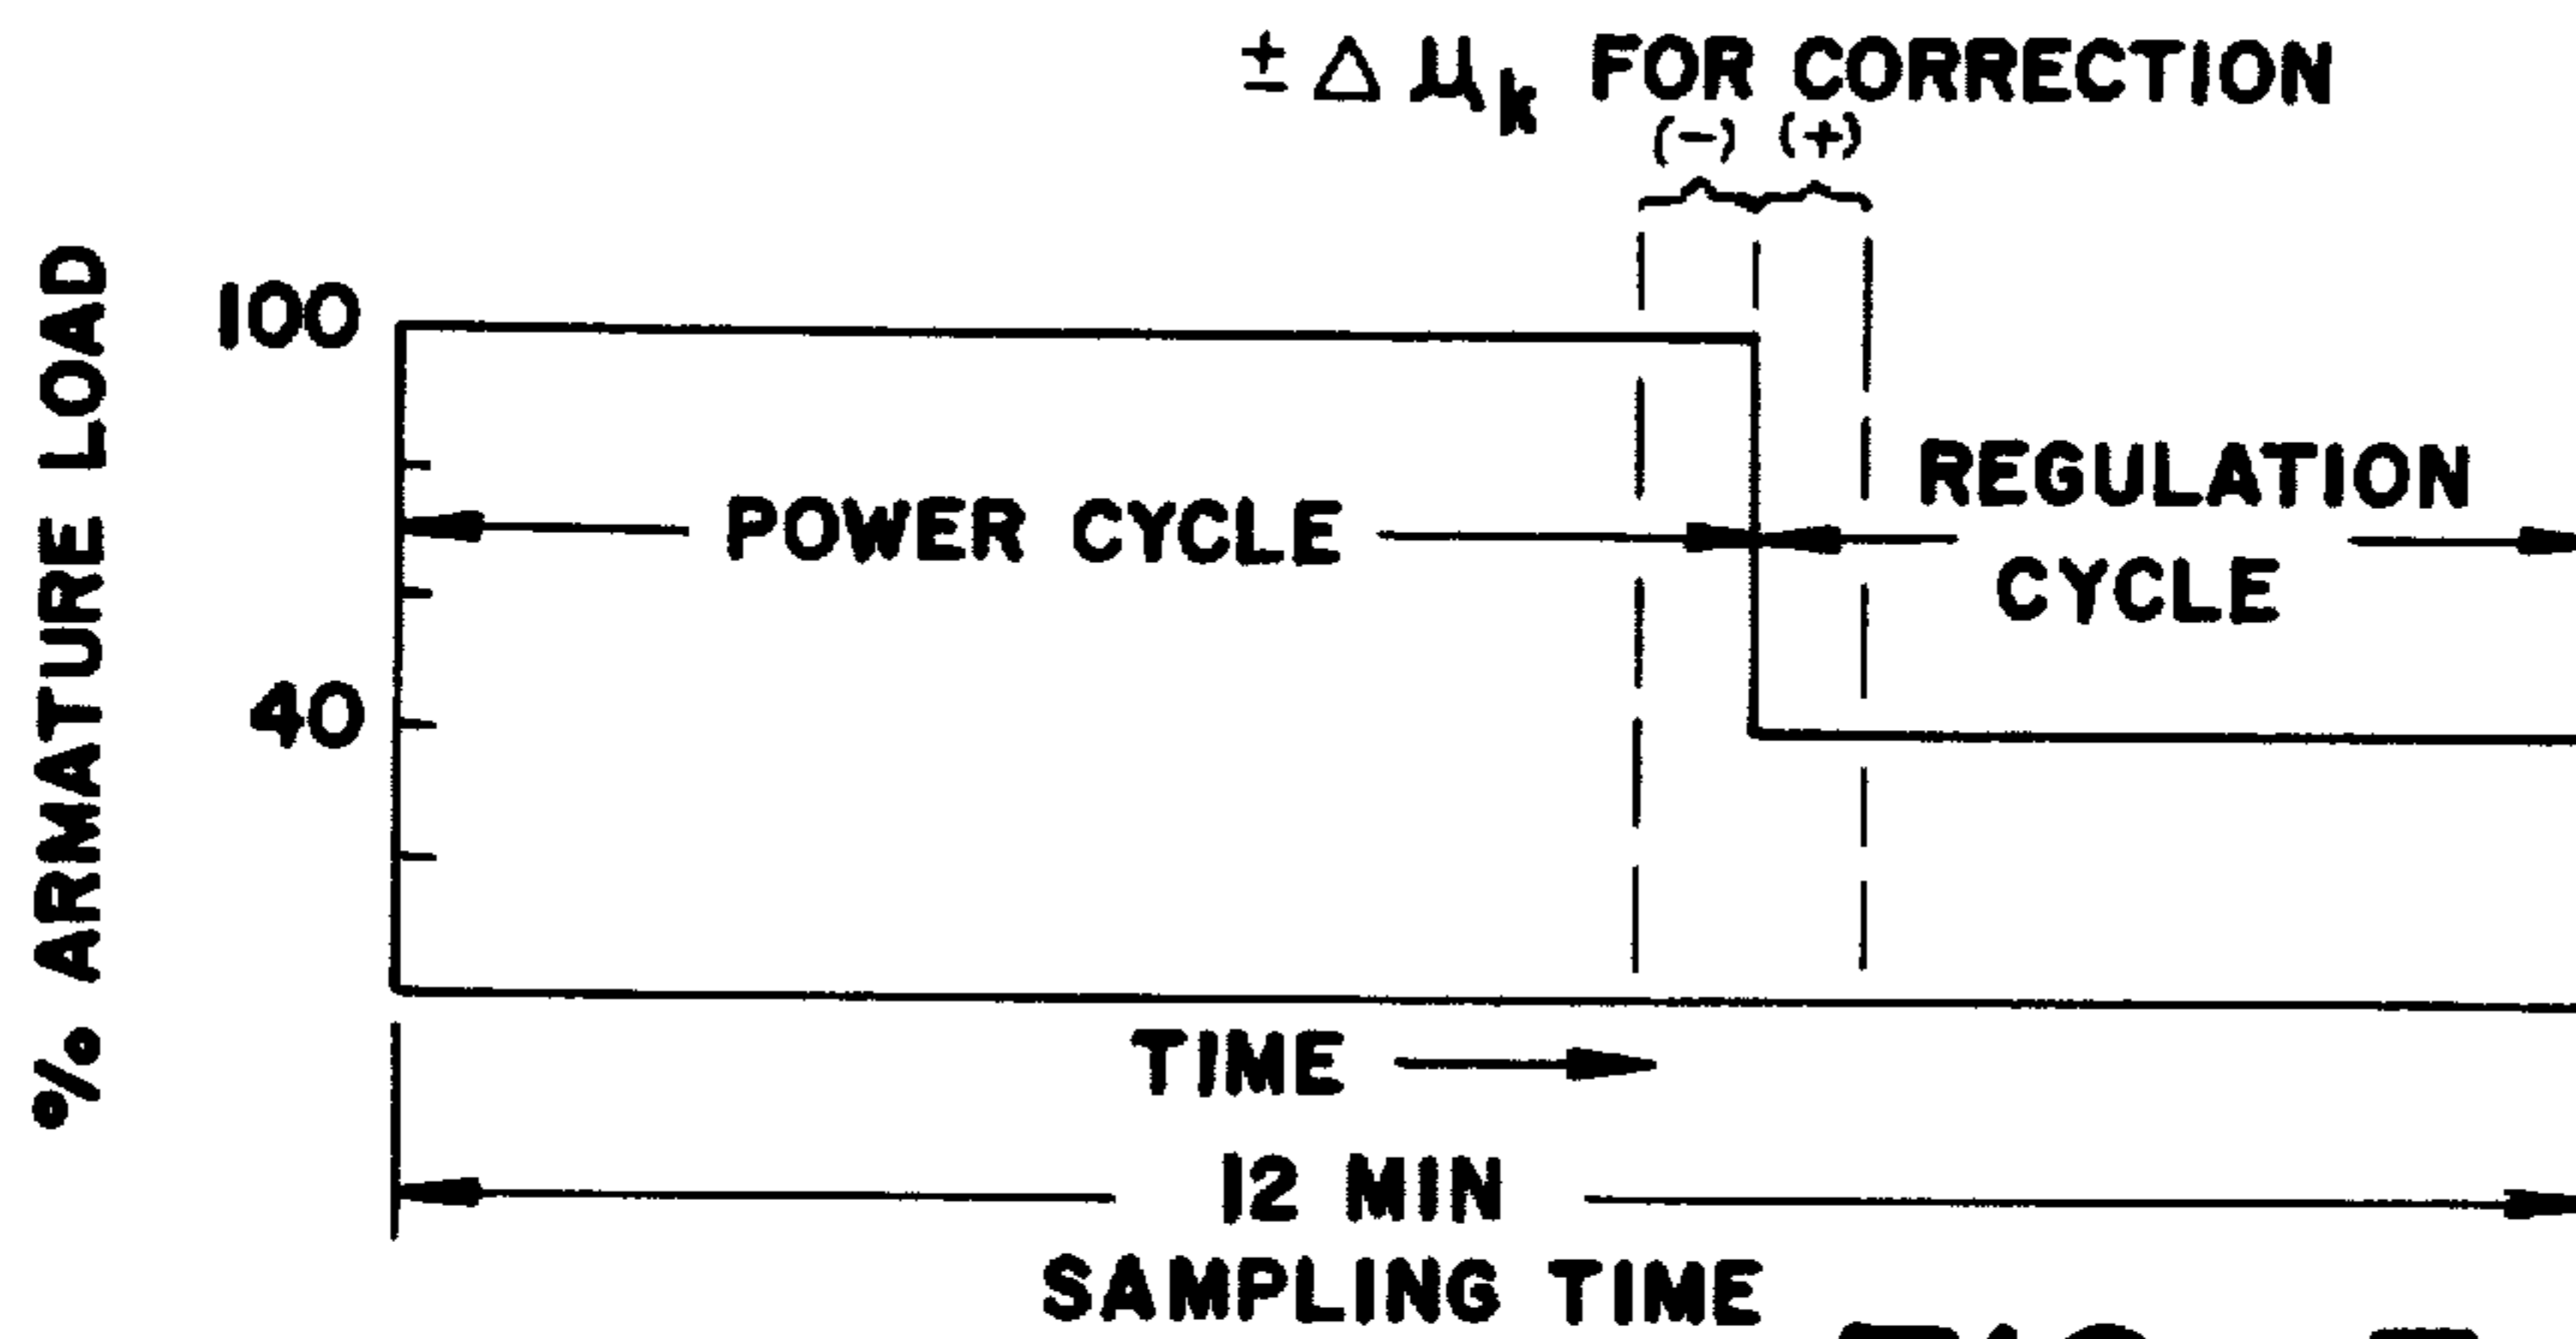 ± Δ μk FOR CORRECTION
(-) (+)
% ARMATURE LOAD
100
POWER CYCLE
REGULATION
CYCLE
40
TIME
12 MIN
SAMPLING TIME